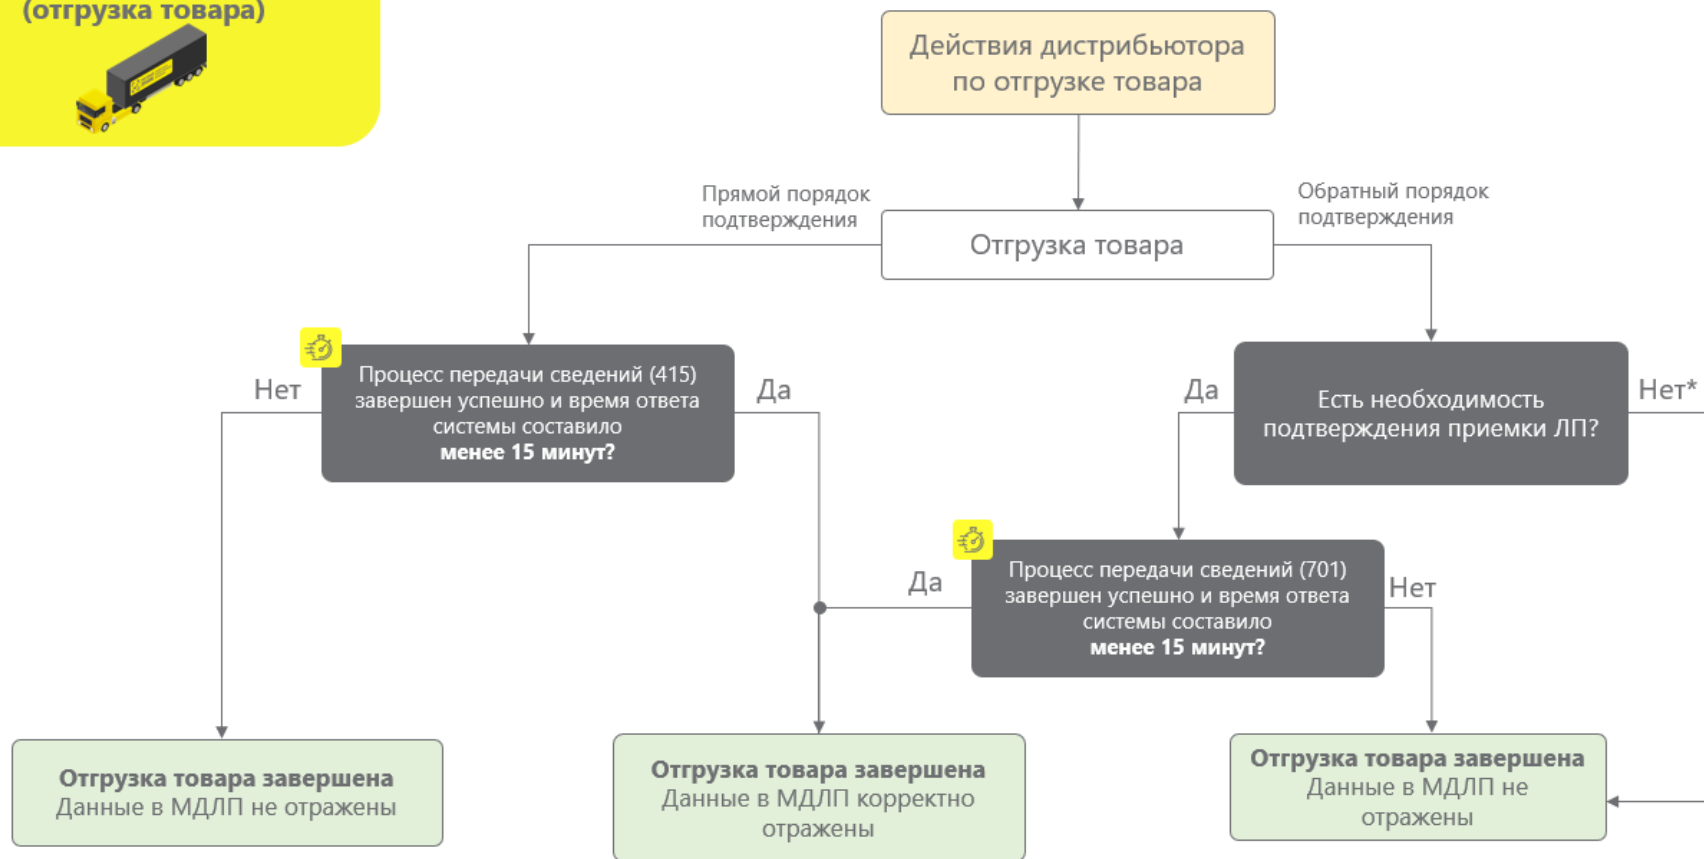 (отгрузка товара)
Действия дистрибьютора
по отгрузке товара
Прямой порядок
подтверждения
Обратный порядок
подтверждения
Отгрузка товара
Нет
Процесс передачи сведений (415)
завершен успешно и время ответа
системы составило
менее 15 минут?
Да
Да
Есть необходимость
подтверждения приемки ЛП?
Нет*
Да
Процесс передачи сведений (701)
завершен успешно и время ответа
системы составило
менее 15 минут?
Нет
Отгрузка товара завершена
Данные в МДЛП не отражены
Отгрузка товара завершена
Данные в МДЛП корректно
отражены
Отгрузка товара завершена
Данные в МДЛП не
отражены